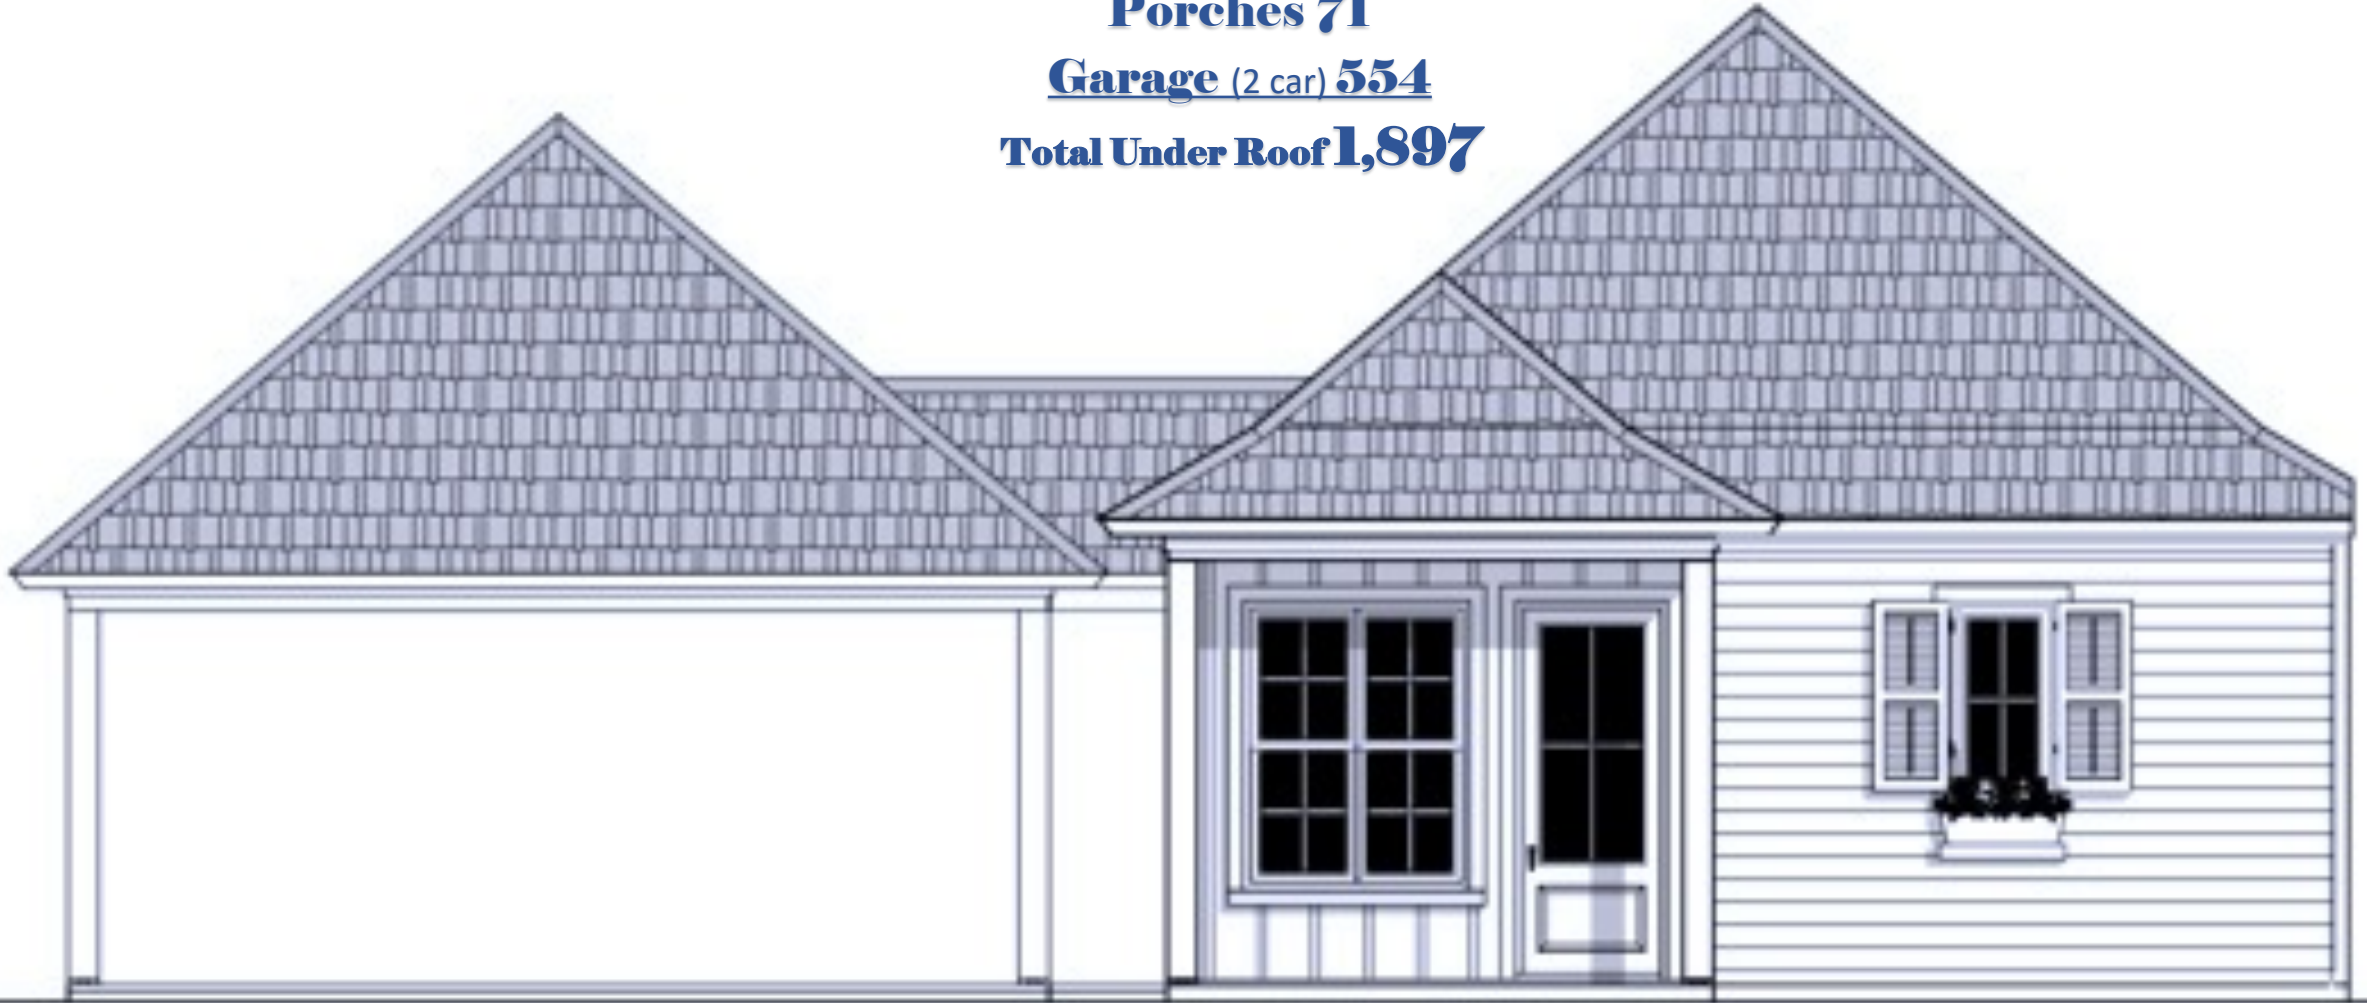 Porches 71
Garage (2 car) 554
Total Under Roof 1,897